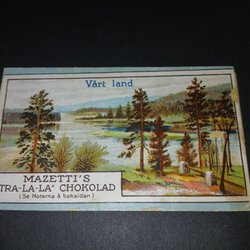 Vårt land
MAZETTI'S
"TRA-LA-LA" CHOKOLAD
(Se Noterna å baksidan)